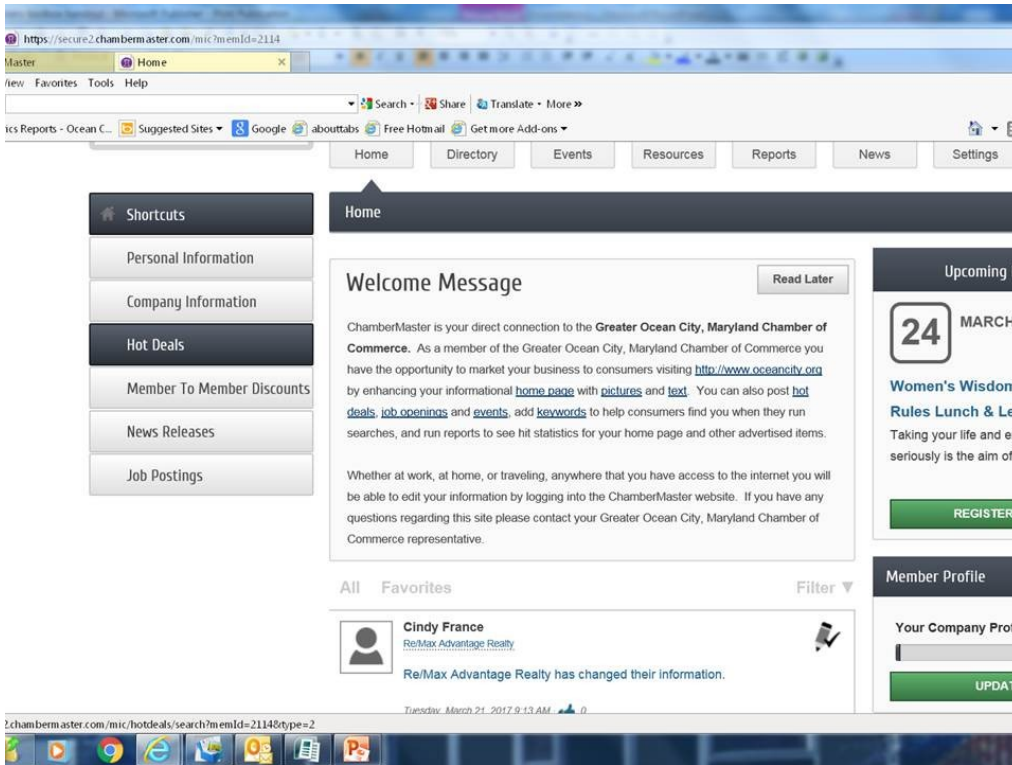 https://secure2.chambermaster.com/mic?memId=2114
Master
Home
View Favorites Tools Help
Search
Share
Translate
More »
ics Reports - Ocean C...
Suggested Sites
Google
abouttabs
Free Hotmail
Get more Add-ons
Home
Directory
Events
Resources
Reports
News
Settings
Shortcuts
Personal Information
Company Information
Hot Deals
Member To Member Discounts
News Releases
Job Postings
Home
Welcome Message
Read Later
ChamberMaster is your direct connection to the Greater Ocean City, Maryland Chamber of
Commerce. As a member of the Greater Ocean City, Maryland Chamber of Commerce you
have the opportunity to market your business to consumers visiting http://www.oceancity.org
by enhancing your informational home page with pictures and text. You can also post hot
deals, job openings and events, add keywords to help consumers find you when they run
searches, and run reports to see hit statistics for your home page and other advertised items.
Whether at work, at home, or traveling, anywhere that you have access to the internet you will
be able to edit your information by logging into the ChamberMaster website. If you have any
questions regarding this site please contact your Greater Ocean City, Maryland Chamber of
Commerce representative.
All Favorites
Filter ▼
Cindy France
Re/Max Advantage Realty
Re/Max Advantage Realty has changed their information.
Tuesday, March 21, 2017 9:13 AM
0
Upcoming
24
MARCH
Women's Wisdom
Rules Lunch & Le
Taking your life and e
seriously is the aim of
REGISTER
Member Profile
Your Company Prof
UPDAT
2.chambermaster.com/mic/hotdeals/search?memId=2114&type=2